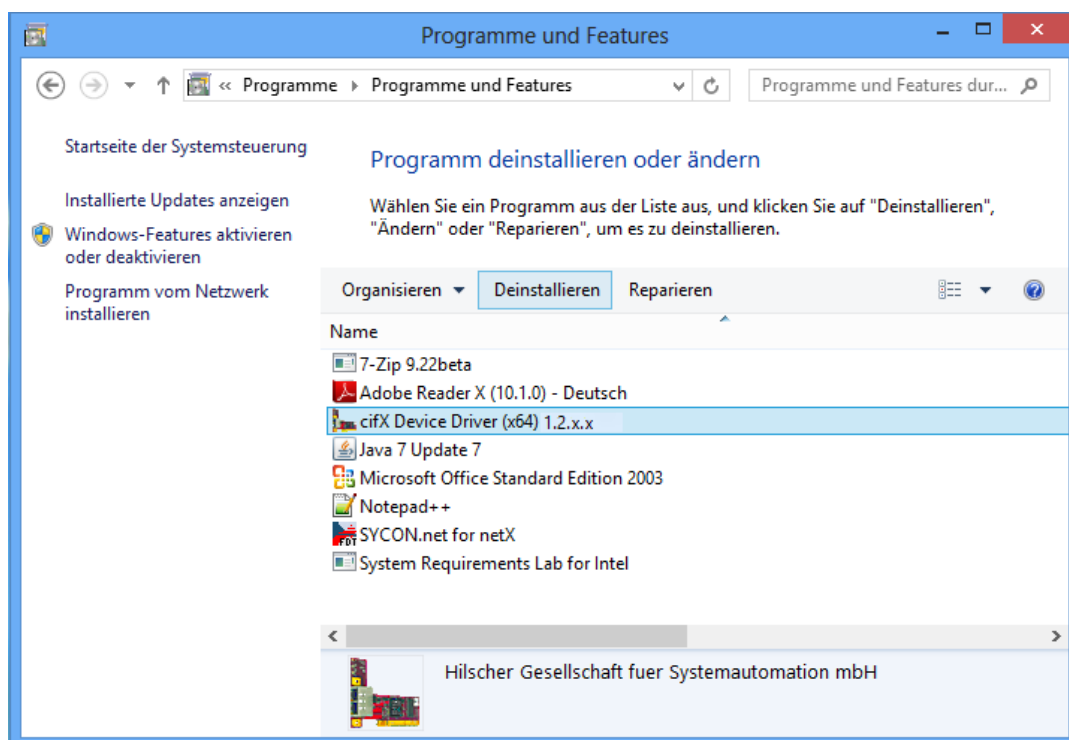 Programme und Features
« Programme Programme und Features Programme und Features dur...
Startseite der Systemsteuerung
Installierte Updates anzeigen
Windows-Features aktivieren
oder deaktivieren
Programm vom Netzwerk
installieren
Programm deinstallieren oder ändern
Wählen Sie ein Programm aus der Liste aus, und klicken Sie auf "Deinstallieren",
"Ändern" oder "Reparieren", um es zu deinstallieren.
Organisieren Deinstallieren Reparieren
Name
7-Zip 9.22beta
Adobe Reader X (10.1.0) - Deutsch
cifX Device Driver (x64) 1.2.x.x
Java 7 Update 7
Microsoft Office Standard Edition 2003
Notepad++
FDT SYCON.net for netX
System Requirements Lab for Intel
Hilscher Gesellschaft fuer Systemautomation mbH